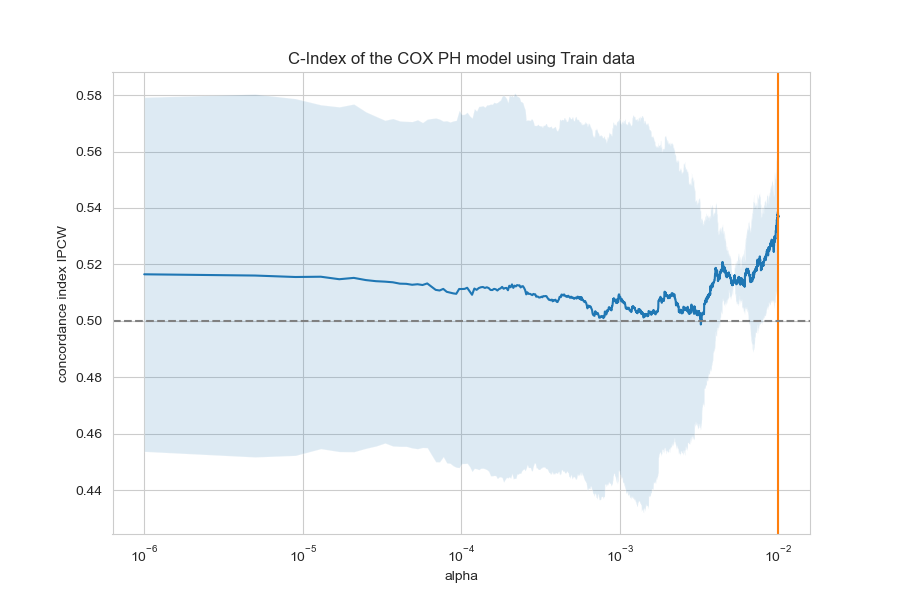 C-Index of the COX PH model using Train data
concordance index IPCW
0.58
0.56
0.54
0.52
0.50
0.48
0.46
0.44
10⁻⁶ 10⁻⁵ 10⁻⁴ 10⁻³ 10⁻²
alpha